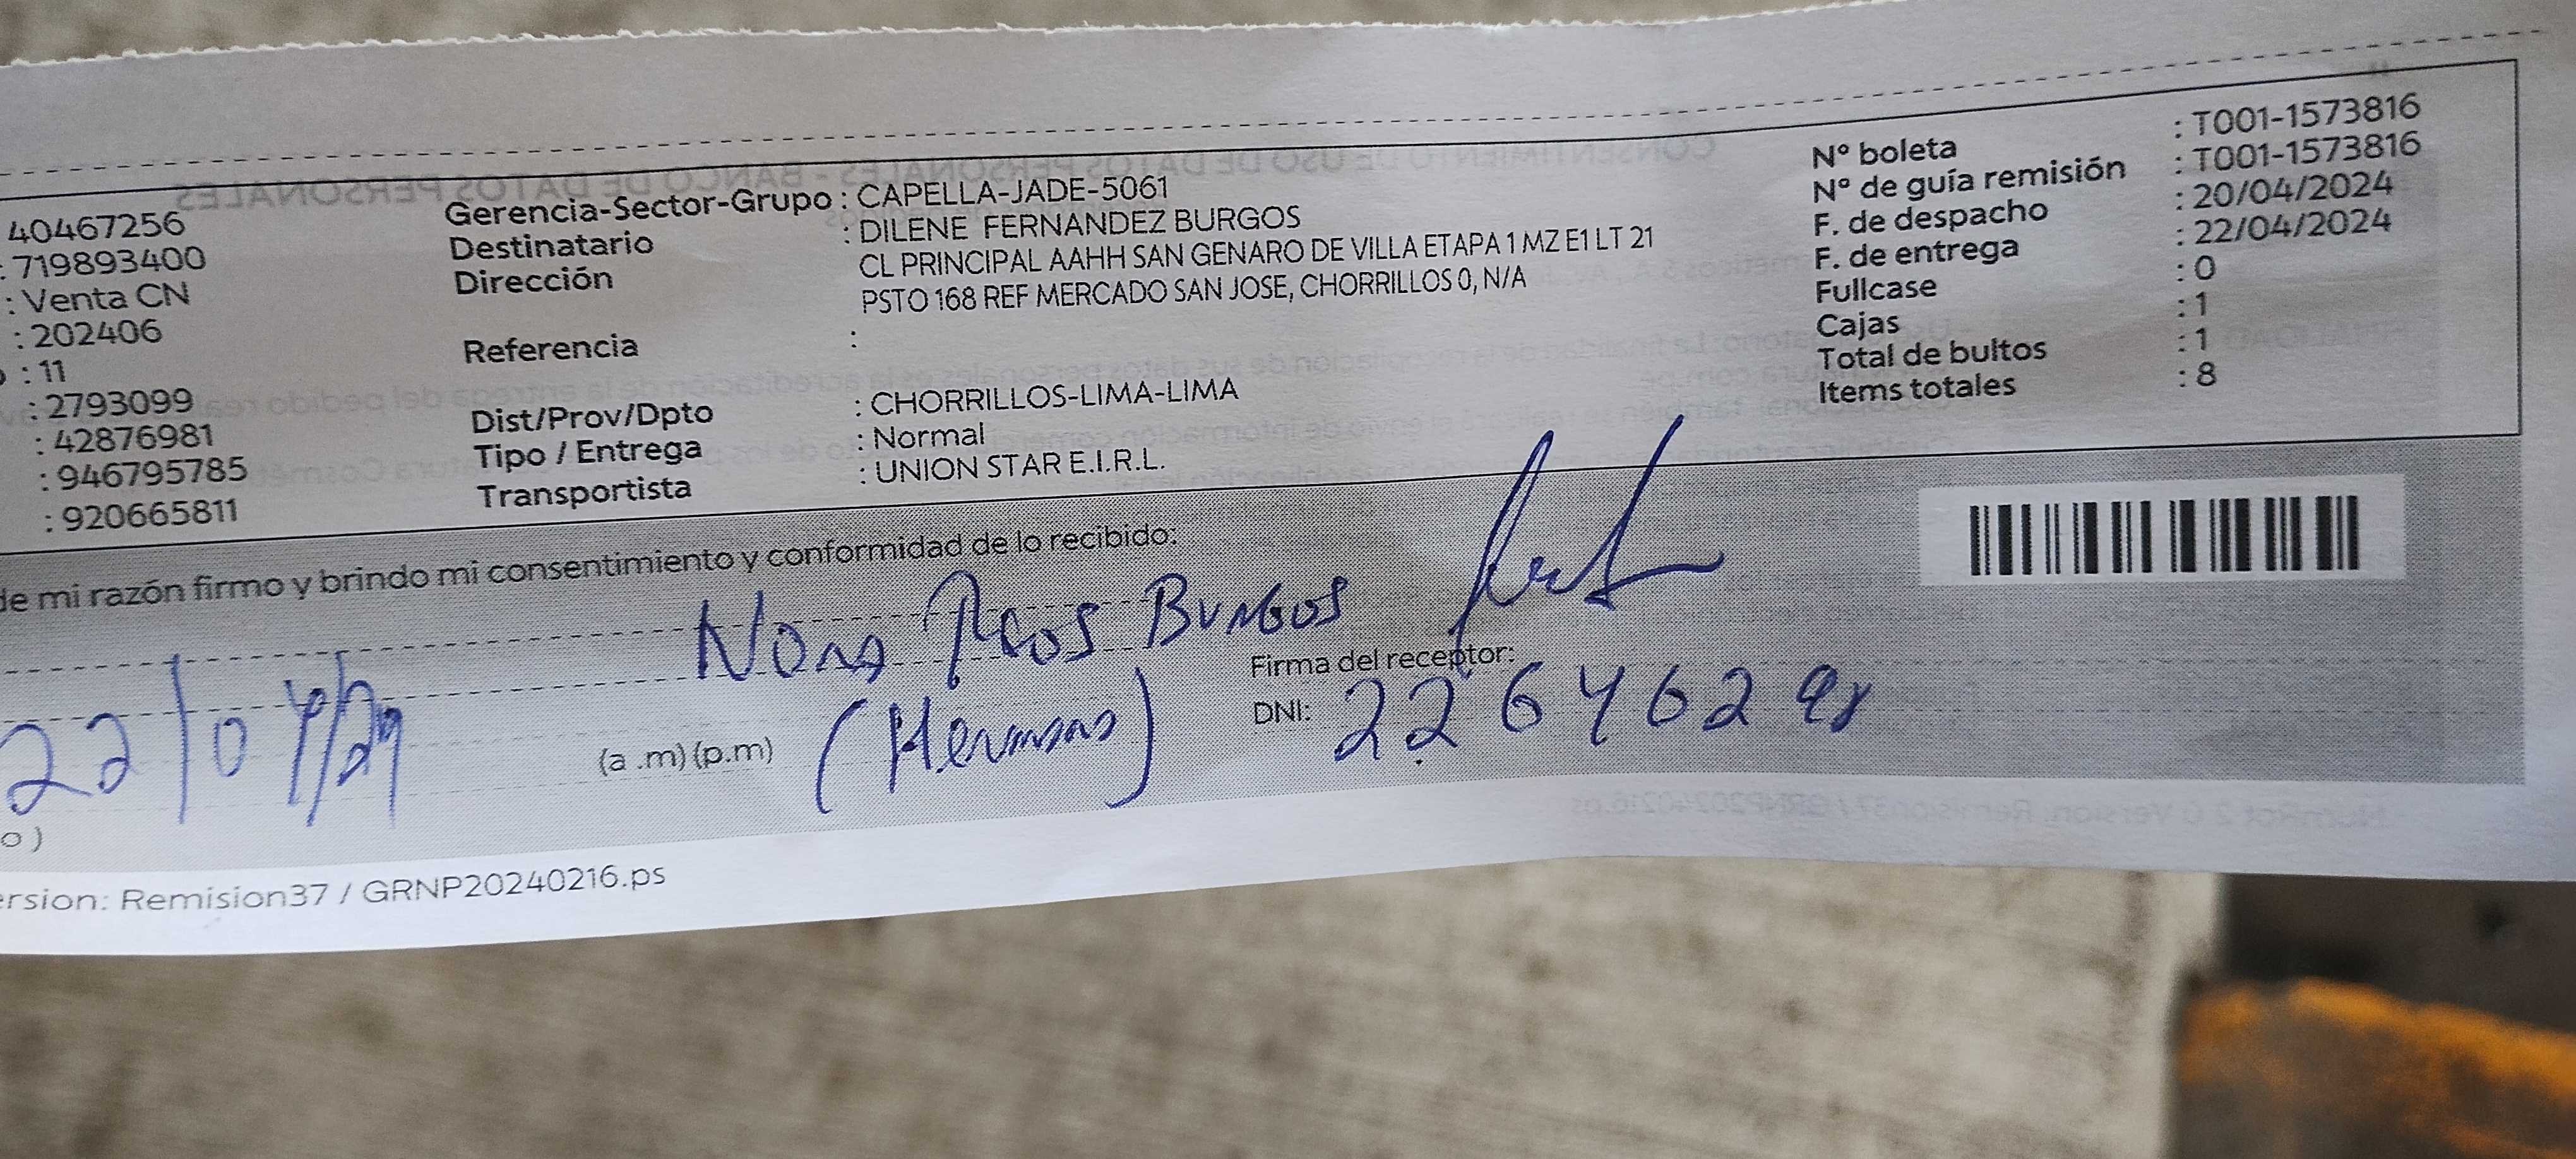 40467256
: 719893400
: Venta CN
: 202406
: 11
: 2793099
: 42876981
: 946795785
: 920665811
Gerencia-Sector-Grupo : CAPELLA-JADE-5061
Destinatario : DILENE FERNANDEZ BURGOS
Dirección CL PRINCIPAL AAHH SAN GENARO DE VILLA ETAPA 1 MZ E1 LT 21
PSTO 168 REF MERCADO SAN JOSE, CHORRILLOS 0, N/A
Referencia :
Dist/Prov/Dpto : CHORRILLOS-LIMA-LIMA
Tipo / Entrega : Normal
Transportista : UNION STAR E.I.R.L.
N° boleta : T001-1573816
N° de guía remisión : T001-1573816
F. de despacho : 20/04/2024
F. de entrega : 22/04/2024
Fullcase : 0
Cajas : 1
Total de bultos : 1
Items totales : 8
de mi razón firmo y brindo mi consentimiento y conformidad de lo recibido:
Burgos
Firma del receptor:
22/04/24
(a .m) (p.m)
(Hermana)
DNI: 226462
o )
ersion: Remision37 / GRNP20240216.ps